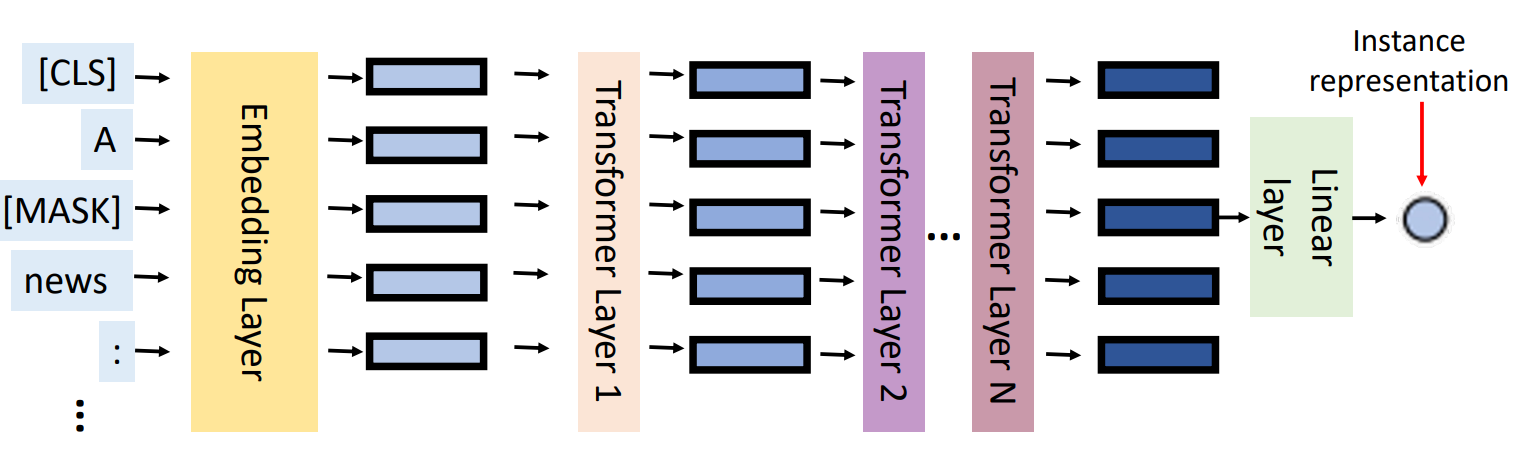 [CLS]
A
[MASK]
news
:
...
Embedding Layer
Transformer Layer 1
Transformer Layer 2
...
Transformer Layer N
Linear
layer
Instance
representation